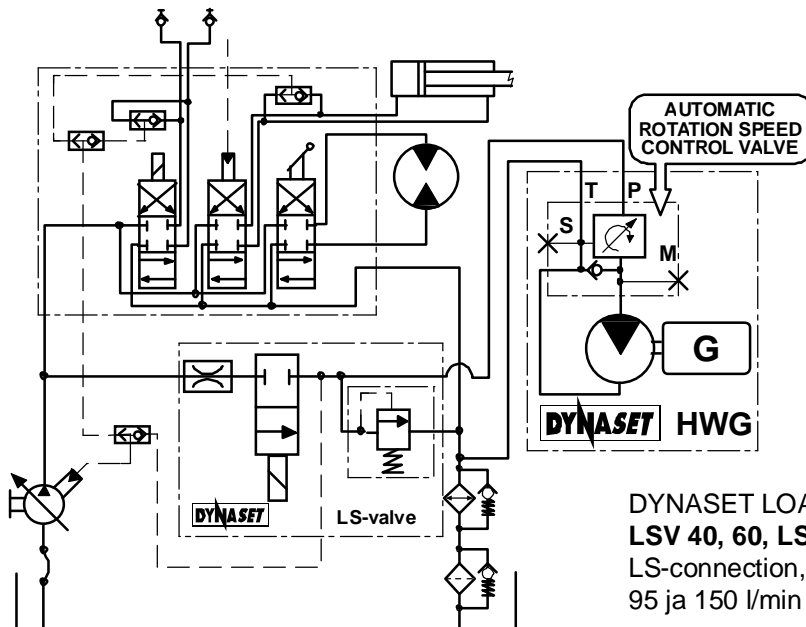 AUTOMATIC
ROTATION SPEED
CONTROL VALVE
T P
S
M
G
DYNASET HWG
DYNASET LS-valve
DYNASET LOA
LSV 40, 60, LS
LS-connection,
95 ja 150 l/min